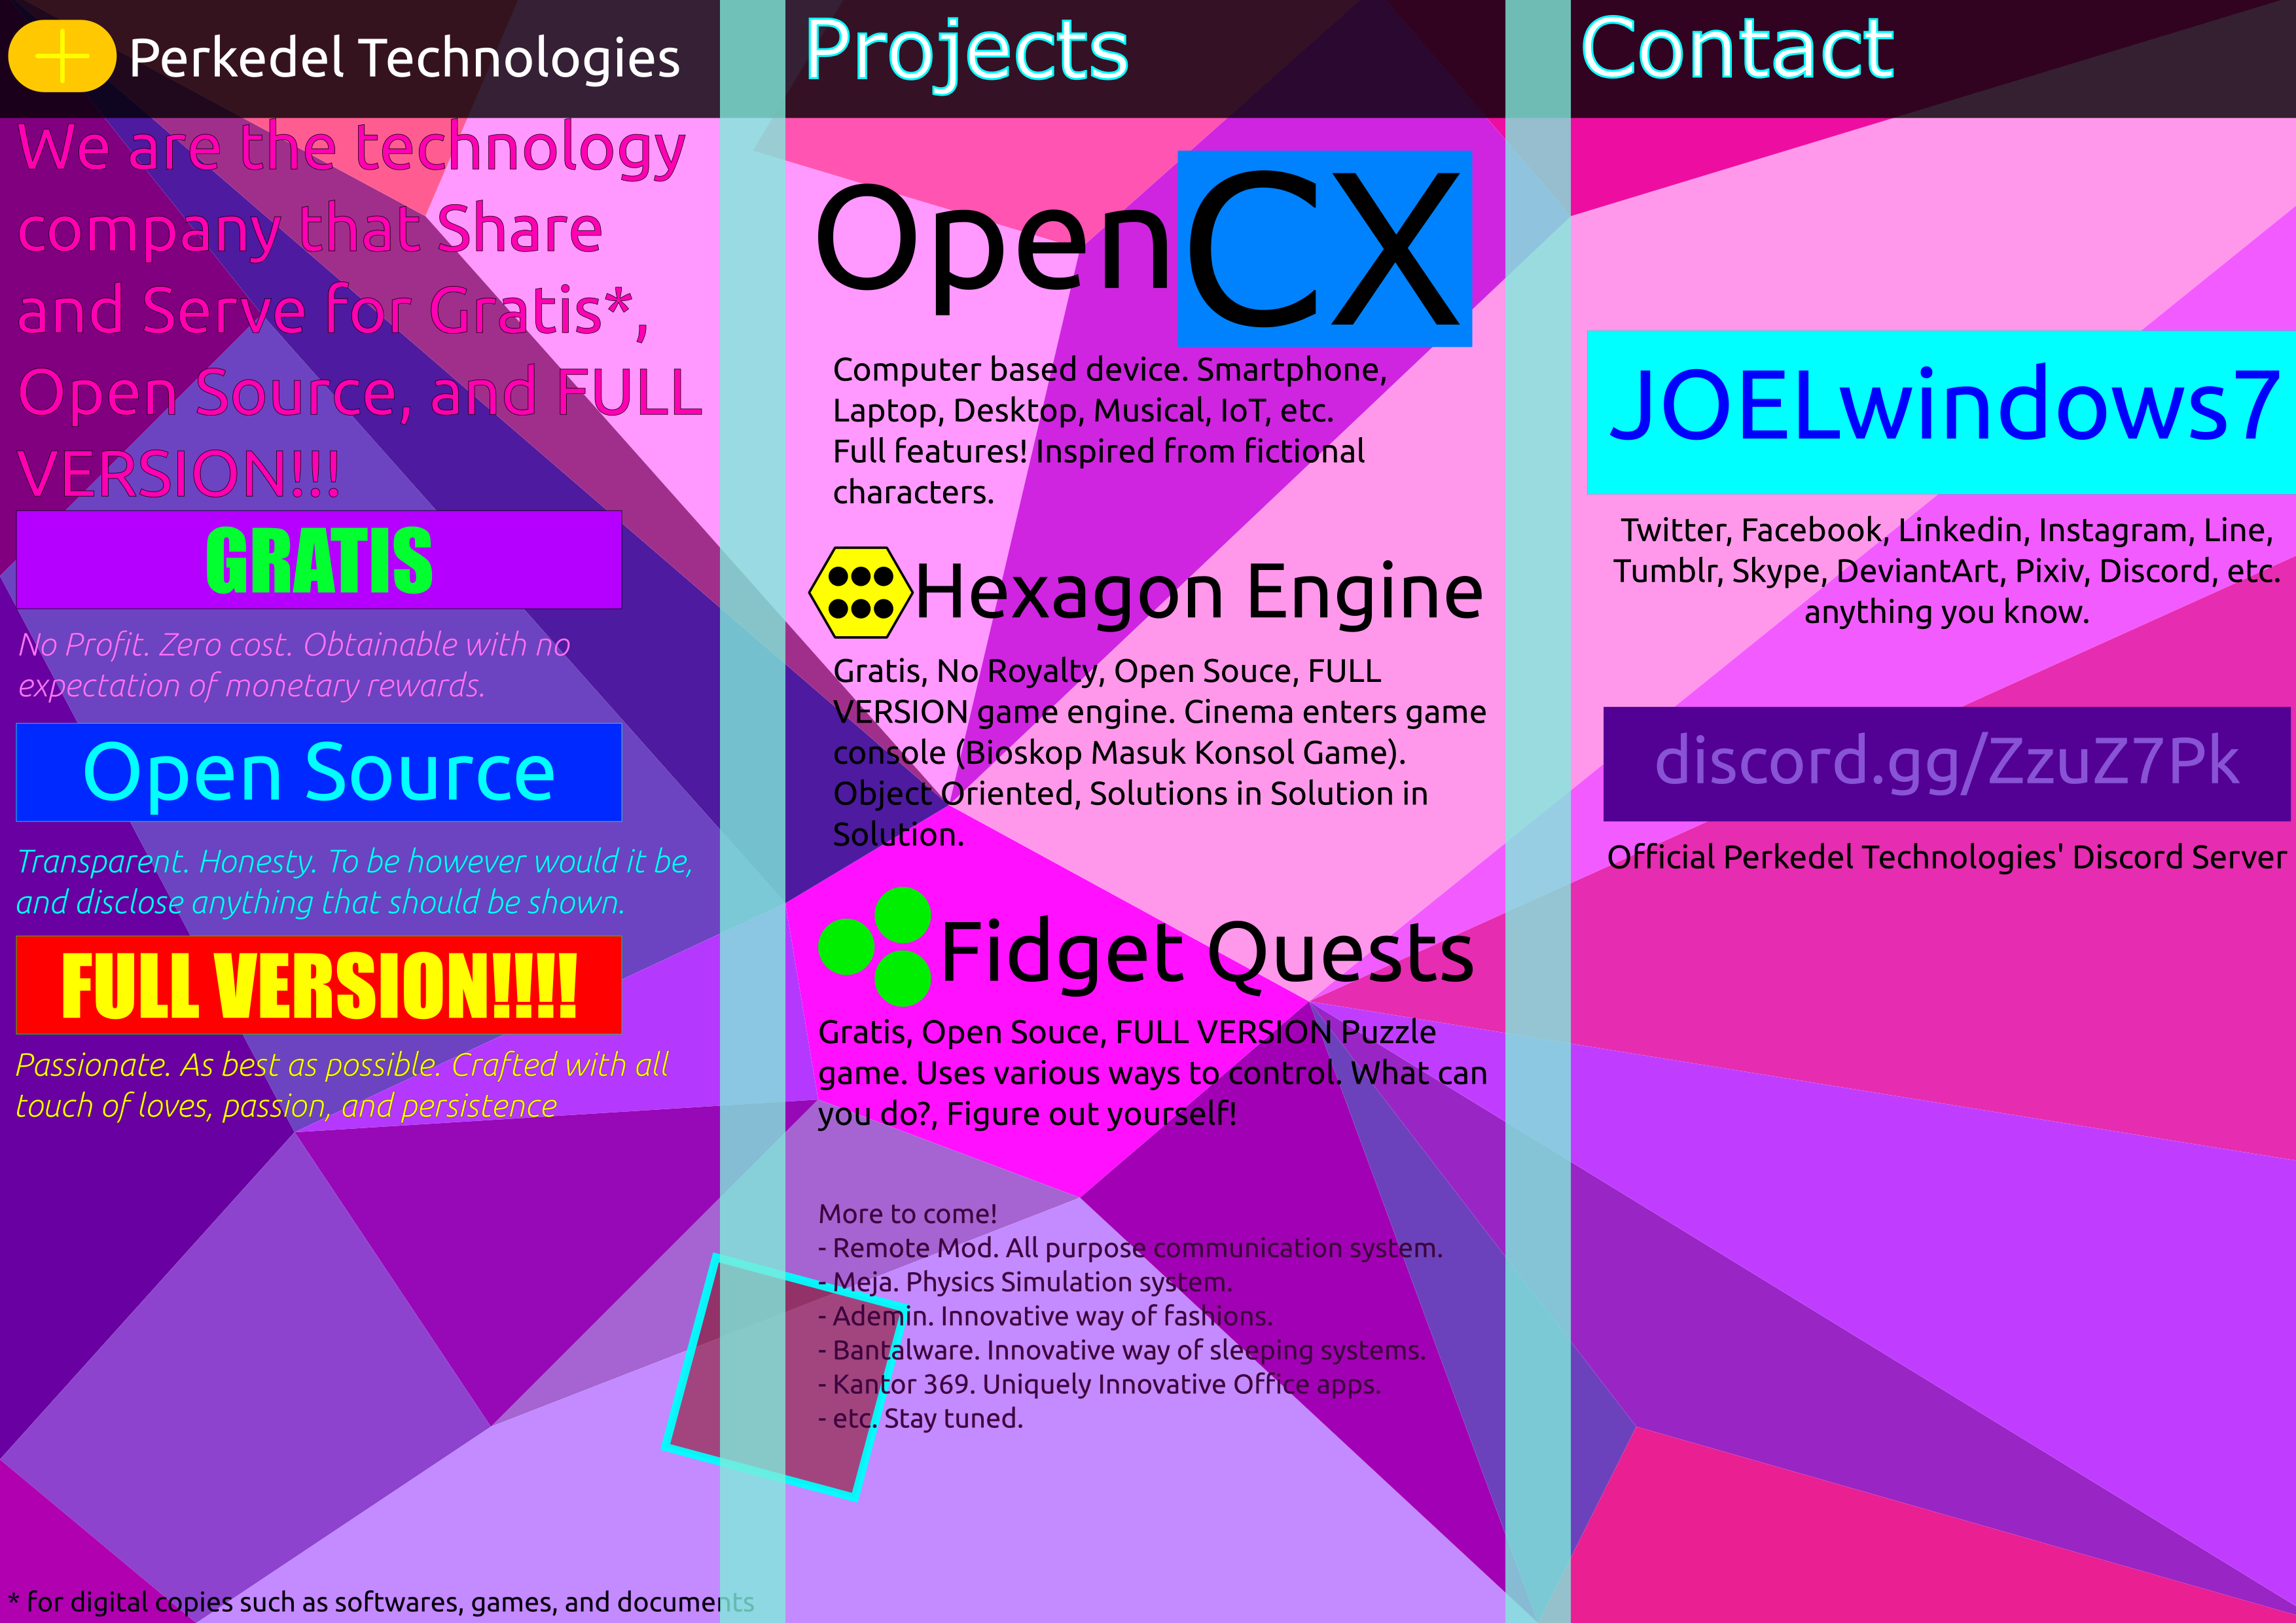 Perkedel Technologies
We are the technology
company that Share
and Serve for Gratis*,
Open Source, and FULL
VERSION!!!
GRATIS
No Profit. Zero cost. Obtainable with no
expectation of monetary rewards.
Open Source
Transparent. Honesty. To be however would it be,
and disclose anything that should be shown.
FULL VERSION!!!!
Passionate. As best as possible. Crafted with all
touch of loves, passion, and persistence
* for digital copies such as softwares, games, and documents
Projects
OpenCX
Computer based device. Smartphone,
Laptop, Desktop, Musical, IoT, etc.
Full features! Inspired from fictional
characters.
Hexagon Engine
Gratis, No Royalty, Open Souce, FULL
VERSION game engine. Cinema enters game
console (Bioskop Masuk Konsol Game).
Object Oriented, Solutions in Solution in
Solution.
Fidget Quests
Gratis, Open Souce, FULL VERSION Puzzle
game. Uses various ways to control. What can
you do?, Figure out yourself!
More to come!
- Remote Mod. All purpose communication system.
- Meja. Physics Simulation system.
- Ademin. Innovative way of fashions.
- Bantalware. Innovative way of sleeping systems.
- Kantor 369. Uniquely Innovative Office apps.
- etc. Stay tuned.
Contact
JOELwindows7
Twitter, Facebook, Linkedin, Instagram, Line,
Tumblr, Skype, DeviantArt, Pixiv, Discord, etc.
anything you know.
discord.gg/ZzuZ7Pk
Official Perkedel Technologies' Discord Server